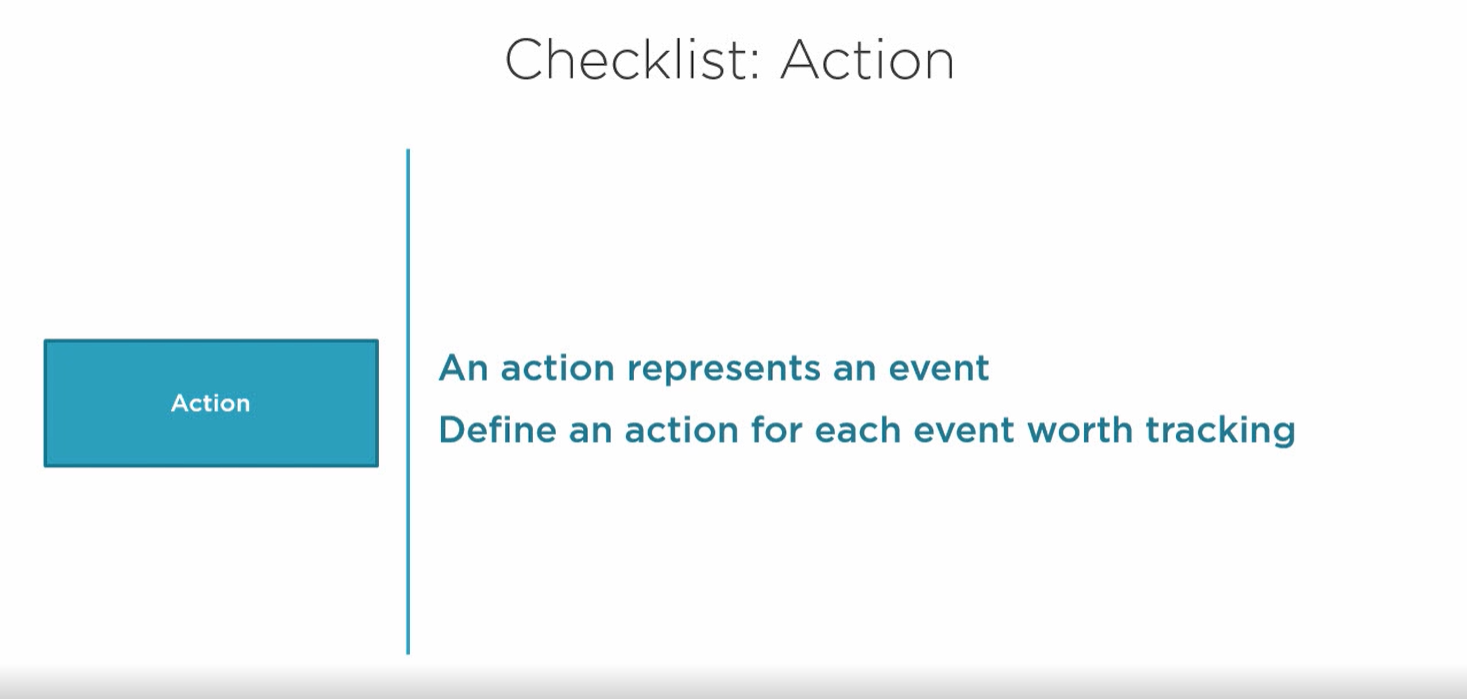 Checklist: Action
Action
An action represents an event
Define an action for each event worth tracking